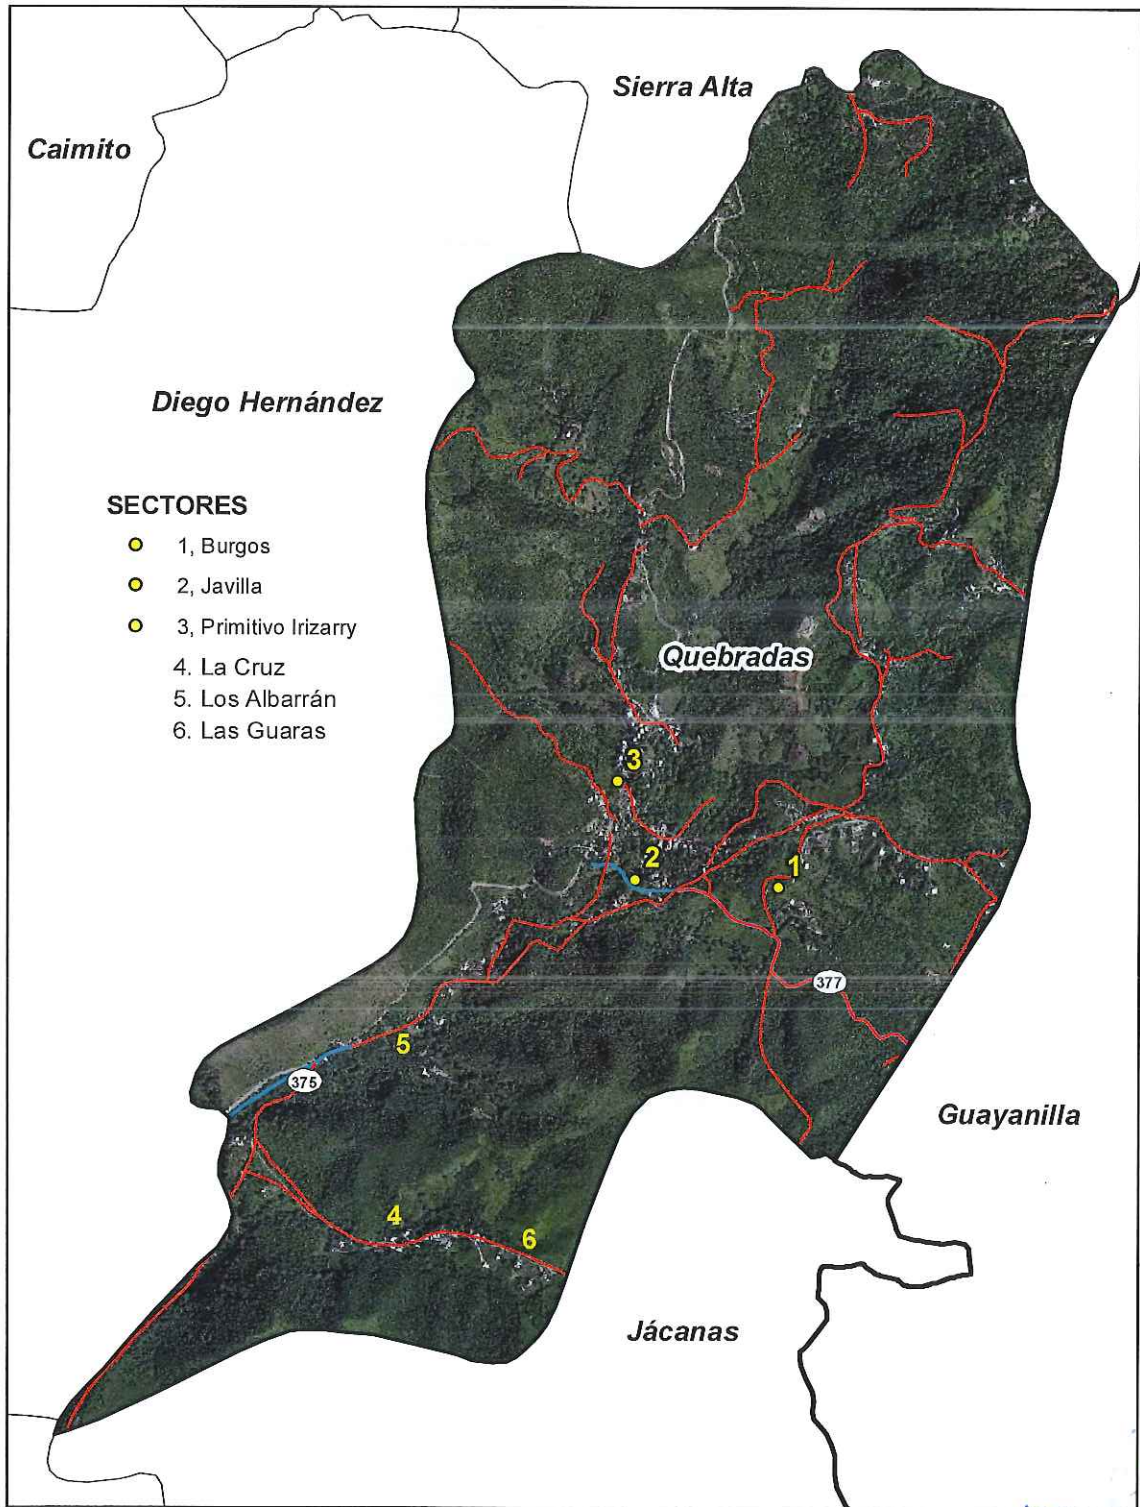 Sierra Alta
Caimito
Diego Hernández
SECTORES
1, Burgos
2, Javilla
3, Primitivo Irizarry
4. La Cruz
5. Los Albarrán
6. Las Guaras
Quebradas
3
2
1
377
5
375
Guayanilla
4
6
Jácanas